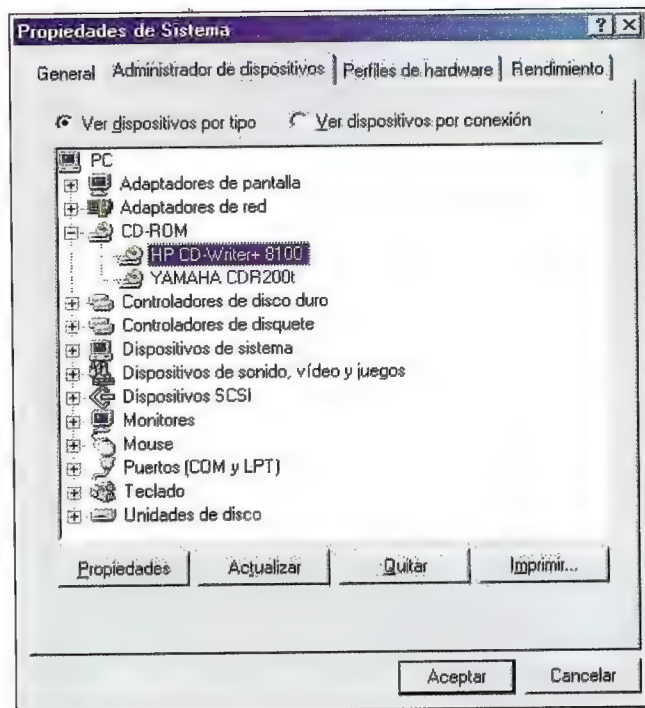 Propiedades de Sistema
General Administrador de dispositivos Perfiles de hardware Rendimiento
Ver dispositivos por tipo Ver dispositivos por conexión
PC
Adaptadores de pantalla
Adaptadores de red
CD-ROM
HP CD-Writer+ 8100
YAMAHA CDR200t
Controladores de disco duro
Controladores de disquete
Dispositivos de sistema
Dispositivos de sonido, vídeo y juegos
Dispositivos SCSI
Monitores
Mouse
Puertos (COM y LPT)
Teclado
Unidades de disco
Propiedades Actualizar Quitar Imprimir...
Aceptar Cancelar